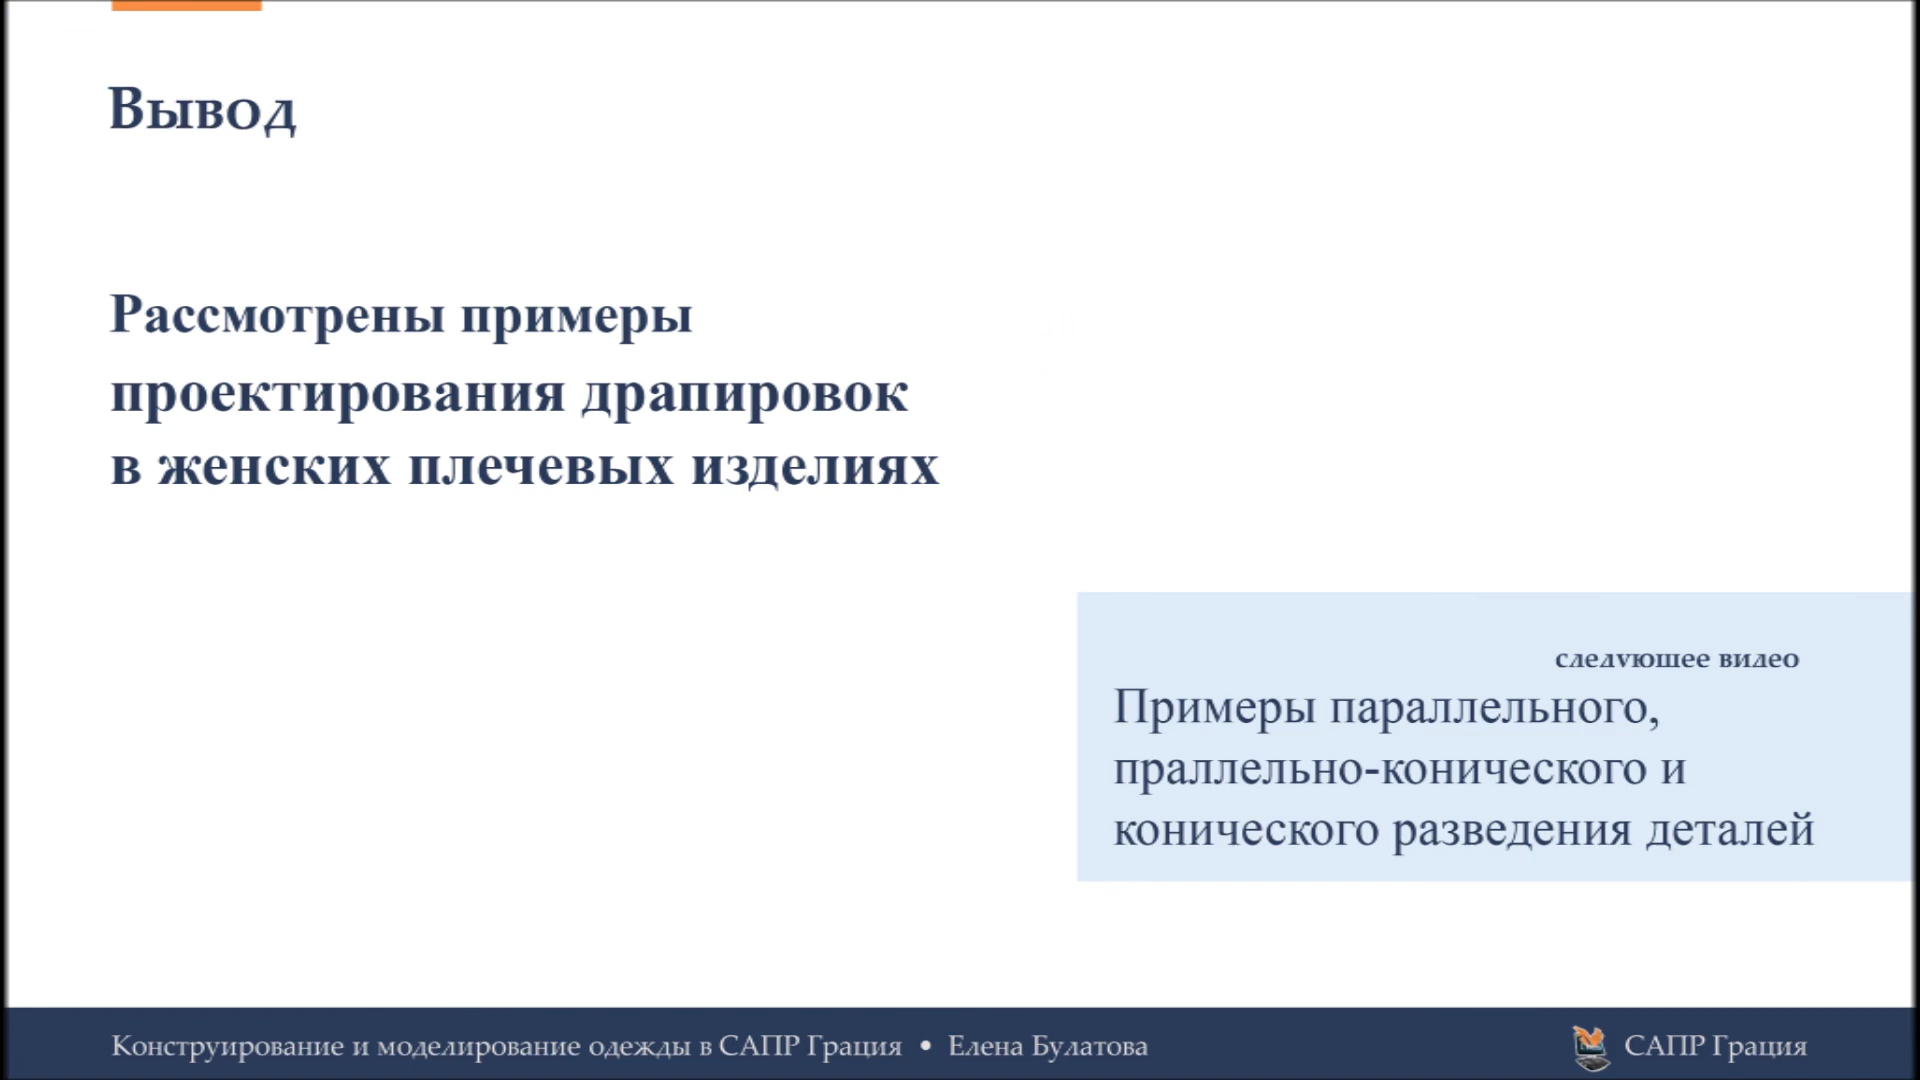 Вывод
Рассмотрены примеры
проектирования драпировок
в женских плечевых изделиях
следующее видео
Примеры параллельного,
праллельно-конического и
конического разведения деталей
Конструирование и моделирование одежды в САПР Грация • Елена Булатова
САПР Грация